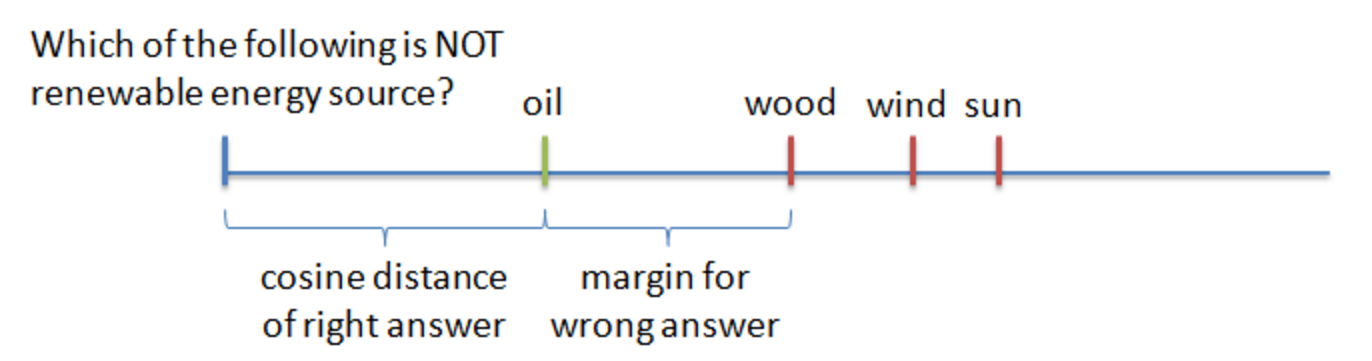 Which of the following is NOT
renewable energy source?
oil
wood
wind
sun
cosine distance
of right answer
margin for
wrong answer